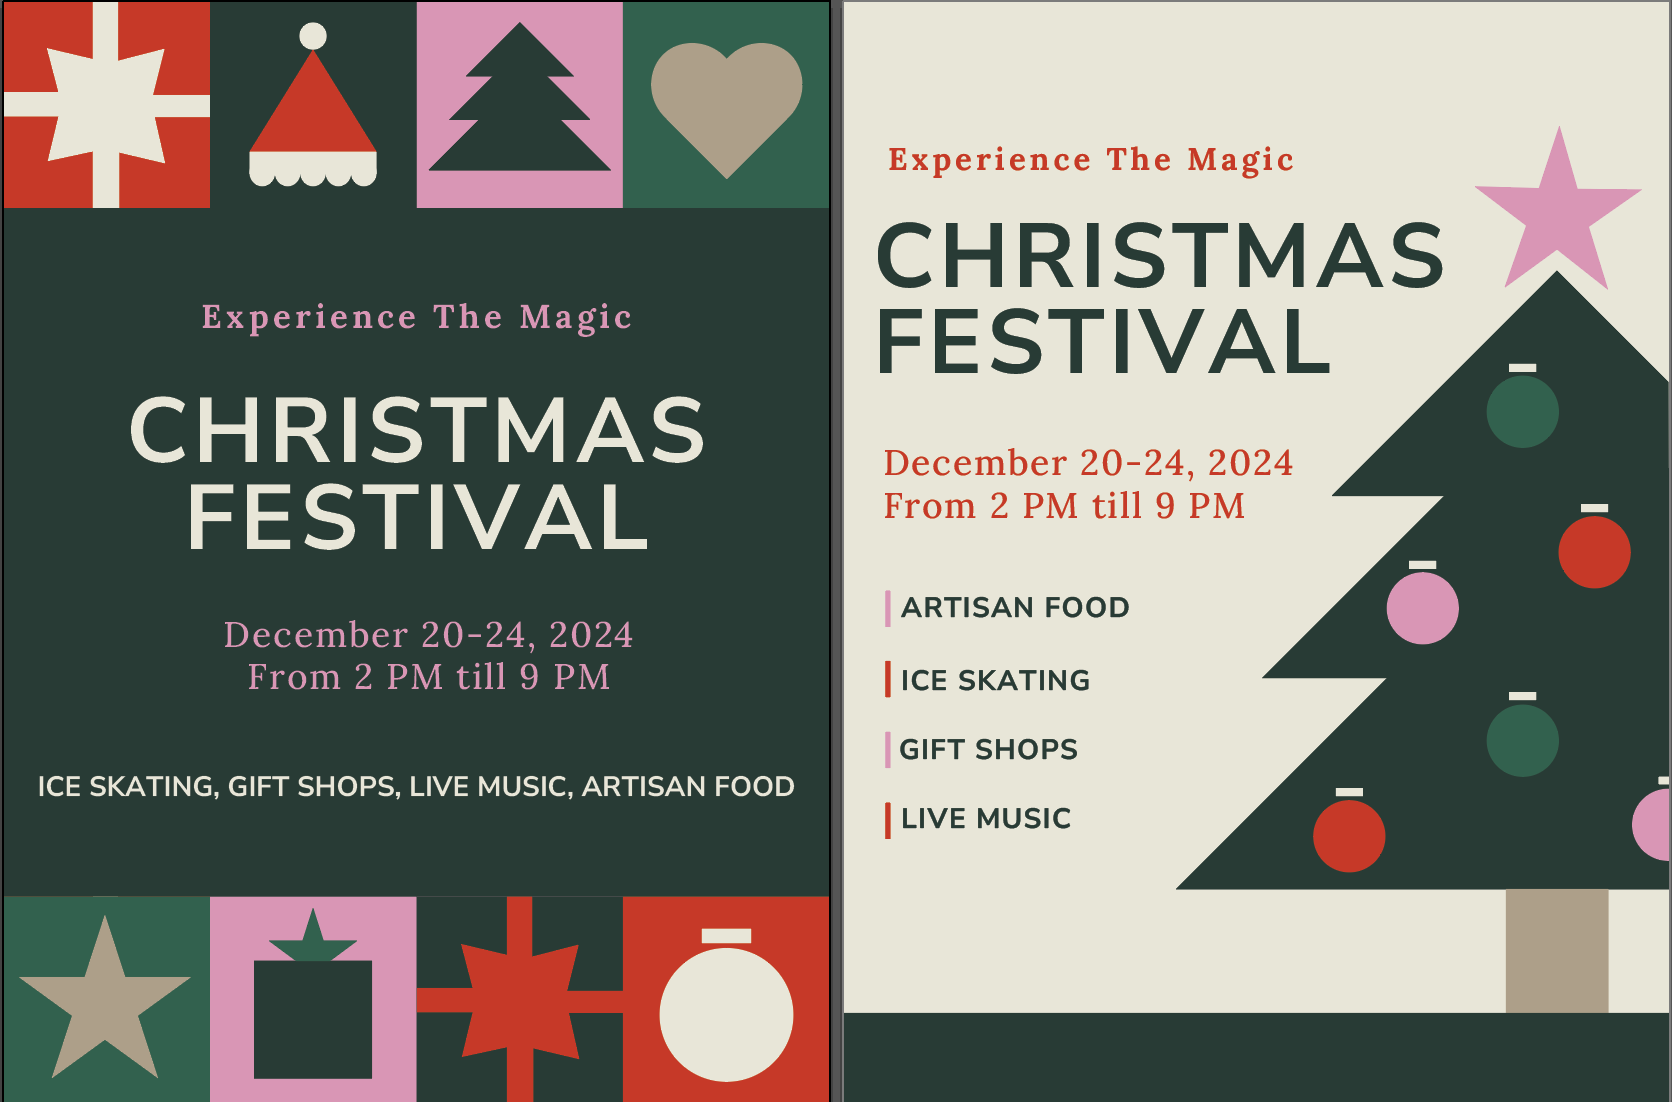 Experience The Magic
CHRISTMAS
FESTIVAL
December 20-24, 2024
From 2 PM till 9 PM
ICE SKATING, GIFT SHOPS, LIVE MUSIC, ARTISAN FOOD
Experience The Magic
CHRISTMAS
FESTIVAL
December 20-24, 2024
From 2 PM till 9 PM
ARTISAN FOOD
ICE SKATING
GIFT SHOPS
LIVE MUSIC